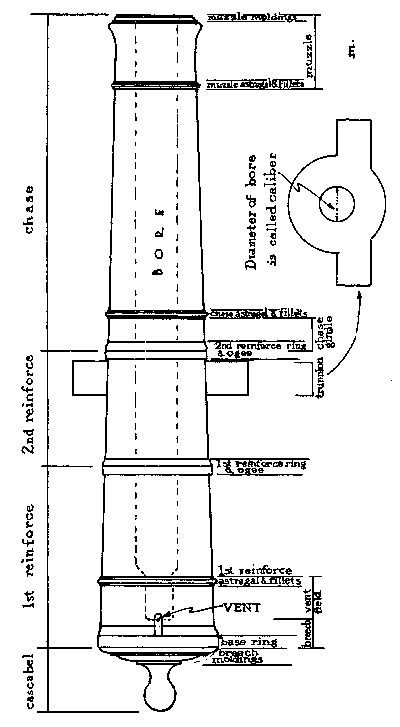 muzzle moldings
muzzle
m.
muzzle astragal & fillets
chase
BORE
Diameter of bore
is called caliber
chase astragal & fillets
chase
girdle
2nd reinforce ring
& ogee
trunnion
2nd reinforce
1st reinforce ring
& ogee
1st reinforce
1st reinforce
astragal & fillets
VENT
vent
field
breech
base ring
breech
moldings
cascabel